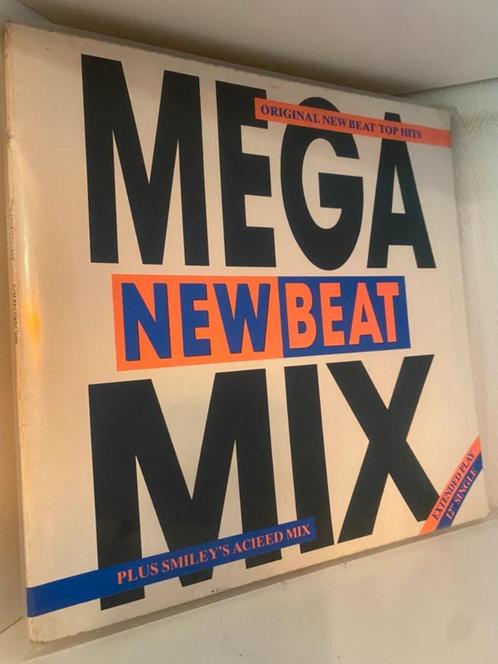 MEGA
ORIGINAL NEW BEAT TOP HITS
NEW BEAT
MIX
EXTENDED PLAY
12" SINGLE
PLUS SMILEY'S ACIEED MIX